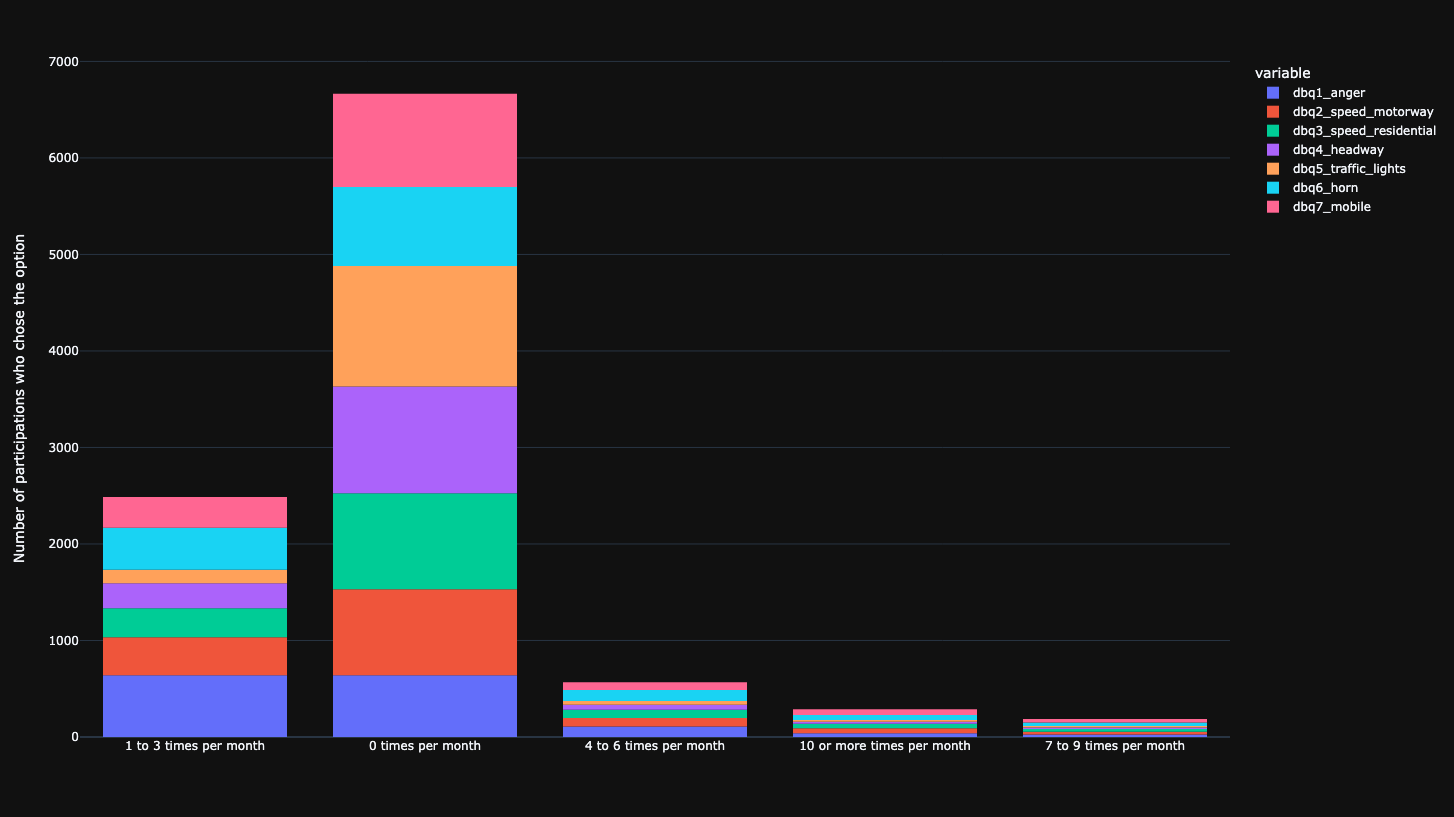 Number of participations who chose the option
7000
6000
5000
4000
3000
2000
1000
0
1 to 3 times per month
0 times per month
4 to 6 times per month
10 or more times per month
7 to 9 times per month
variable
dbq1_anger
dbq2_speed_motorway
dbq3_speed_residential
dbq4_headway
dbq5_traffic_lights
dbq6_horn
dbq7_mobile